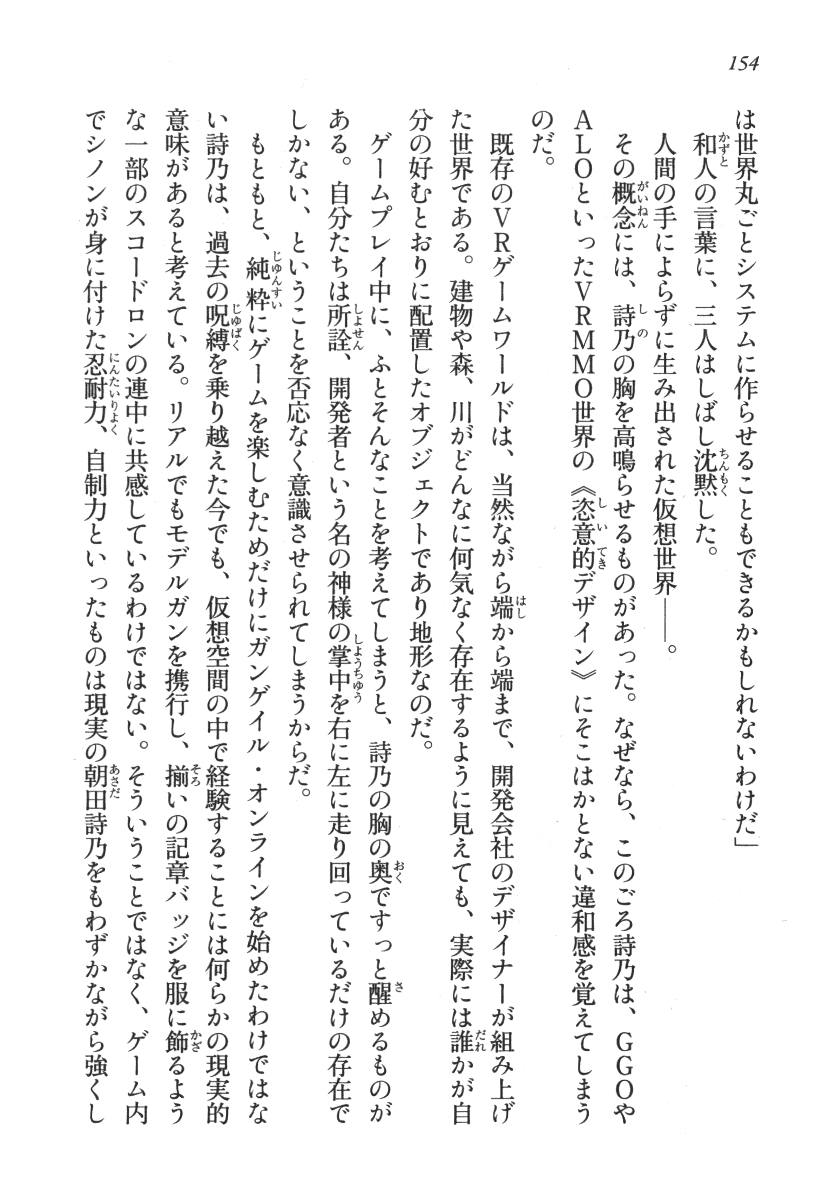 154
は世界丸ごとシステムに作らせることもできるかもしれないわけだ」
和人の言葉に、三人はしばし沈黙した。
人間の手によらずに生み出された仮想世界——。
その概念には、詩乃の胸を高鳴らせるものがあった。なぜなら、このごろ詩乃は、GGOや
ALOといったVRMMO世界の《恣意的デザイン》にそこはかとない違和感を覚えてしまう
のだ。
既存のVRゲームワールドは、当然ながら端から端まで、開発会社のデザイナーが組み上げ
た世界である。建物や森、川がどんなに何気なく存在するように見えても、実際には誰かが自
分の好むとおりに配置したオブジェクトであり地形なのだ。
ゲームプレイ中に、ふとそんなことを考えてしまうと、詩乃の胸の奥ですっと醒めるものが
ある。自分たちは所詮、開発者という名の神様の掌中を右に左に走り回っているだけの存在で
しかない、ということを否応なく意識させられてしまうからだ。
もともと、純粋にゲームを楽しむためだけにガンゲイル・オンラインを始めたわけではな
い詩乃は、過去の呪縛を乗り越えた今でも、仮想空間の中で経験することには何らかの現実的
意味があると考えている。リアルでもモデルガンを携行し、揃いの記章バッジを服に飾るよう
な一部のスコードロンの連中に共感しているわけではない。そういうことではなく、ゲーム内
でシノンが身に付けた忍耐力、自制力といったものは現実の朝田詩乃をもわずかながら強くし